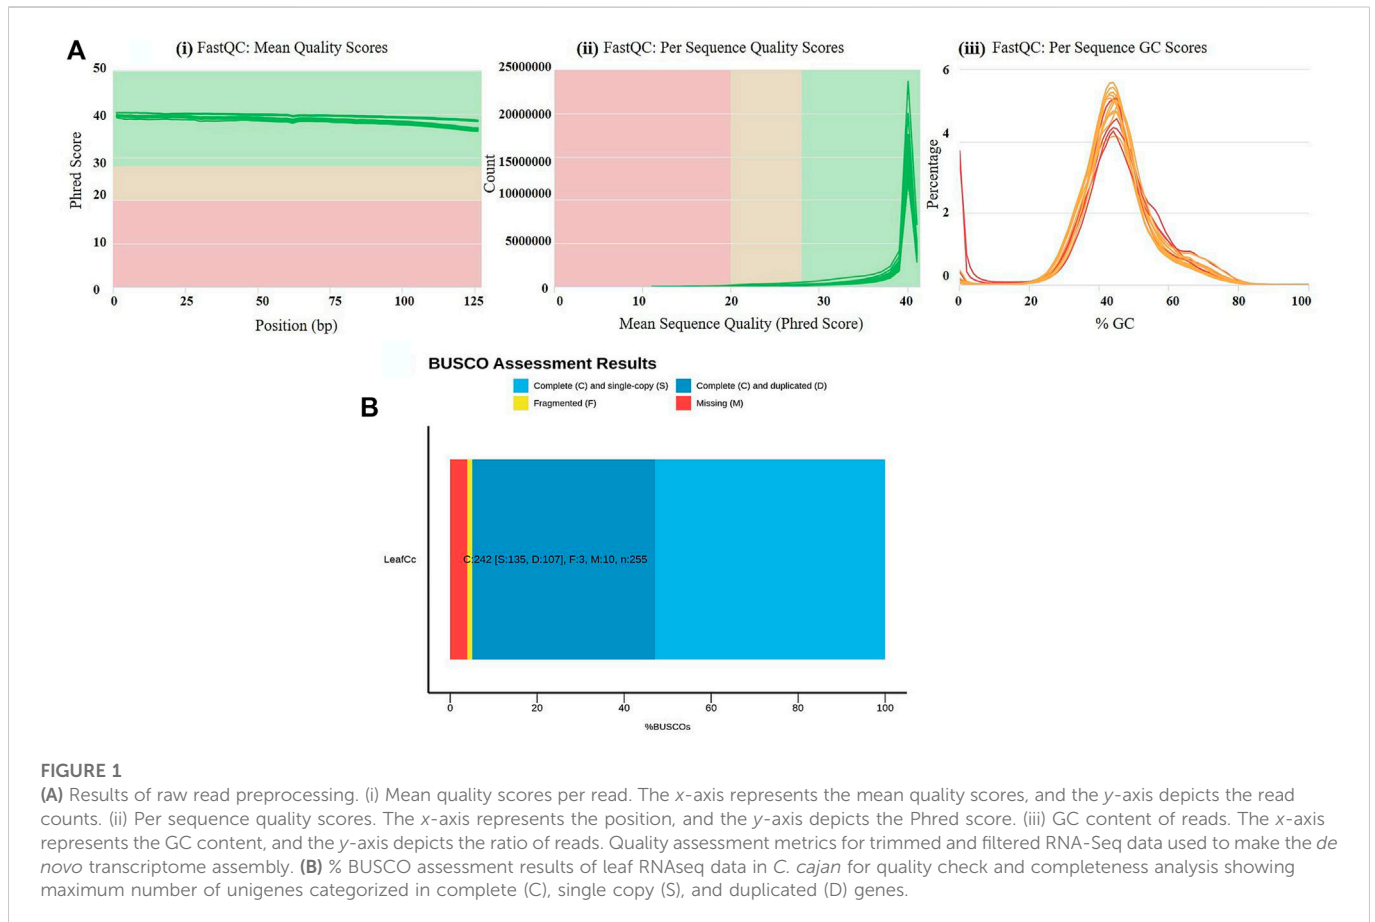 A
(i) FastQC: Mean Quality Scores
50
40
30
20
10
0
Phred Score
0 25 50 75 100 125
Position (bp)
(ii) FastQC: Per Sequence Quality Scores
25000000
20000000
15000000
10000000
5000000
0
Count
0 10 20 30 40
Mean Sequence Quality (Phred Score)
(iii) FastQC: Per Sequence GC Scores
6
4
2
0
Percentage
0 20 40 60 80 100
% GC
B
BUSCO Assessment Results
Complete (C) and single-copy (S) Complete (C) and duplicated (D)
Fragmented (F) Missing (M)
LeafCc
C:242 [S:135, D:107], F:3, M:10, n:255
0 20 40 60 80 100
%BUSCOs
FIGURE 1
(A) Results of raw read preprocessing. (i) Mean quality scores per read. The x-axis represents the mean quality scores, and the y-axis depicts the read
counts. (ii) Per sequence quality scores. The x-axis represents the position, and the y-axis depicts the Phred score. (iii) GC content of reads. The x-axis
represents the GC content, and the y-axis depicts the ratio of reads. Quality assessment metrics for trimmed and filtered RNA-Seq data used to make the de
novo transcriptome assembly. (B) % BUSCO assessment results of leaf RNAseq data in C. cajan for quality check and completeness analysis showing
maximum number of unigenes categorized in complete (C), single copy (S), and duplicated (D) genes.